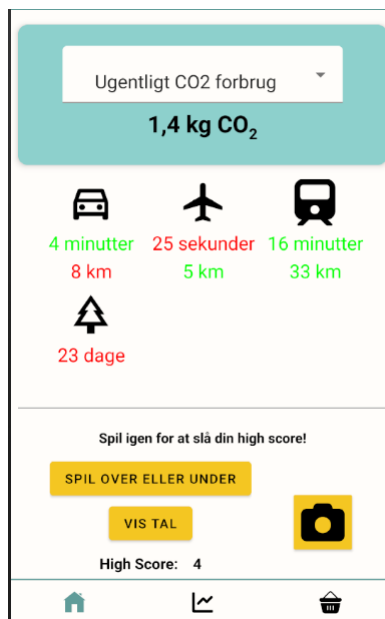 Ugentligt CO2 forbrug
1,4 kg CO₂
4 minutter 25 sekunder 16 minutter
8 km 5 km 33 km
23 dage
Spil igen for at slå din high score!
SPIL OVER ELLER UNDER
VIS TAL
High Score: 4